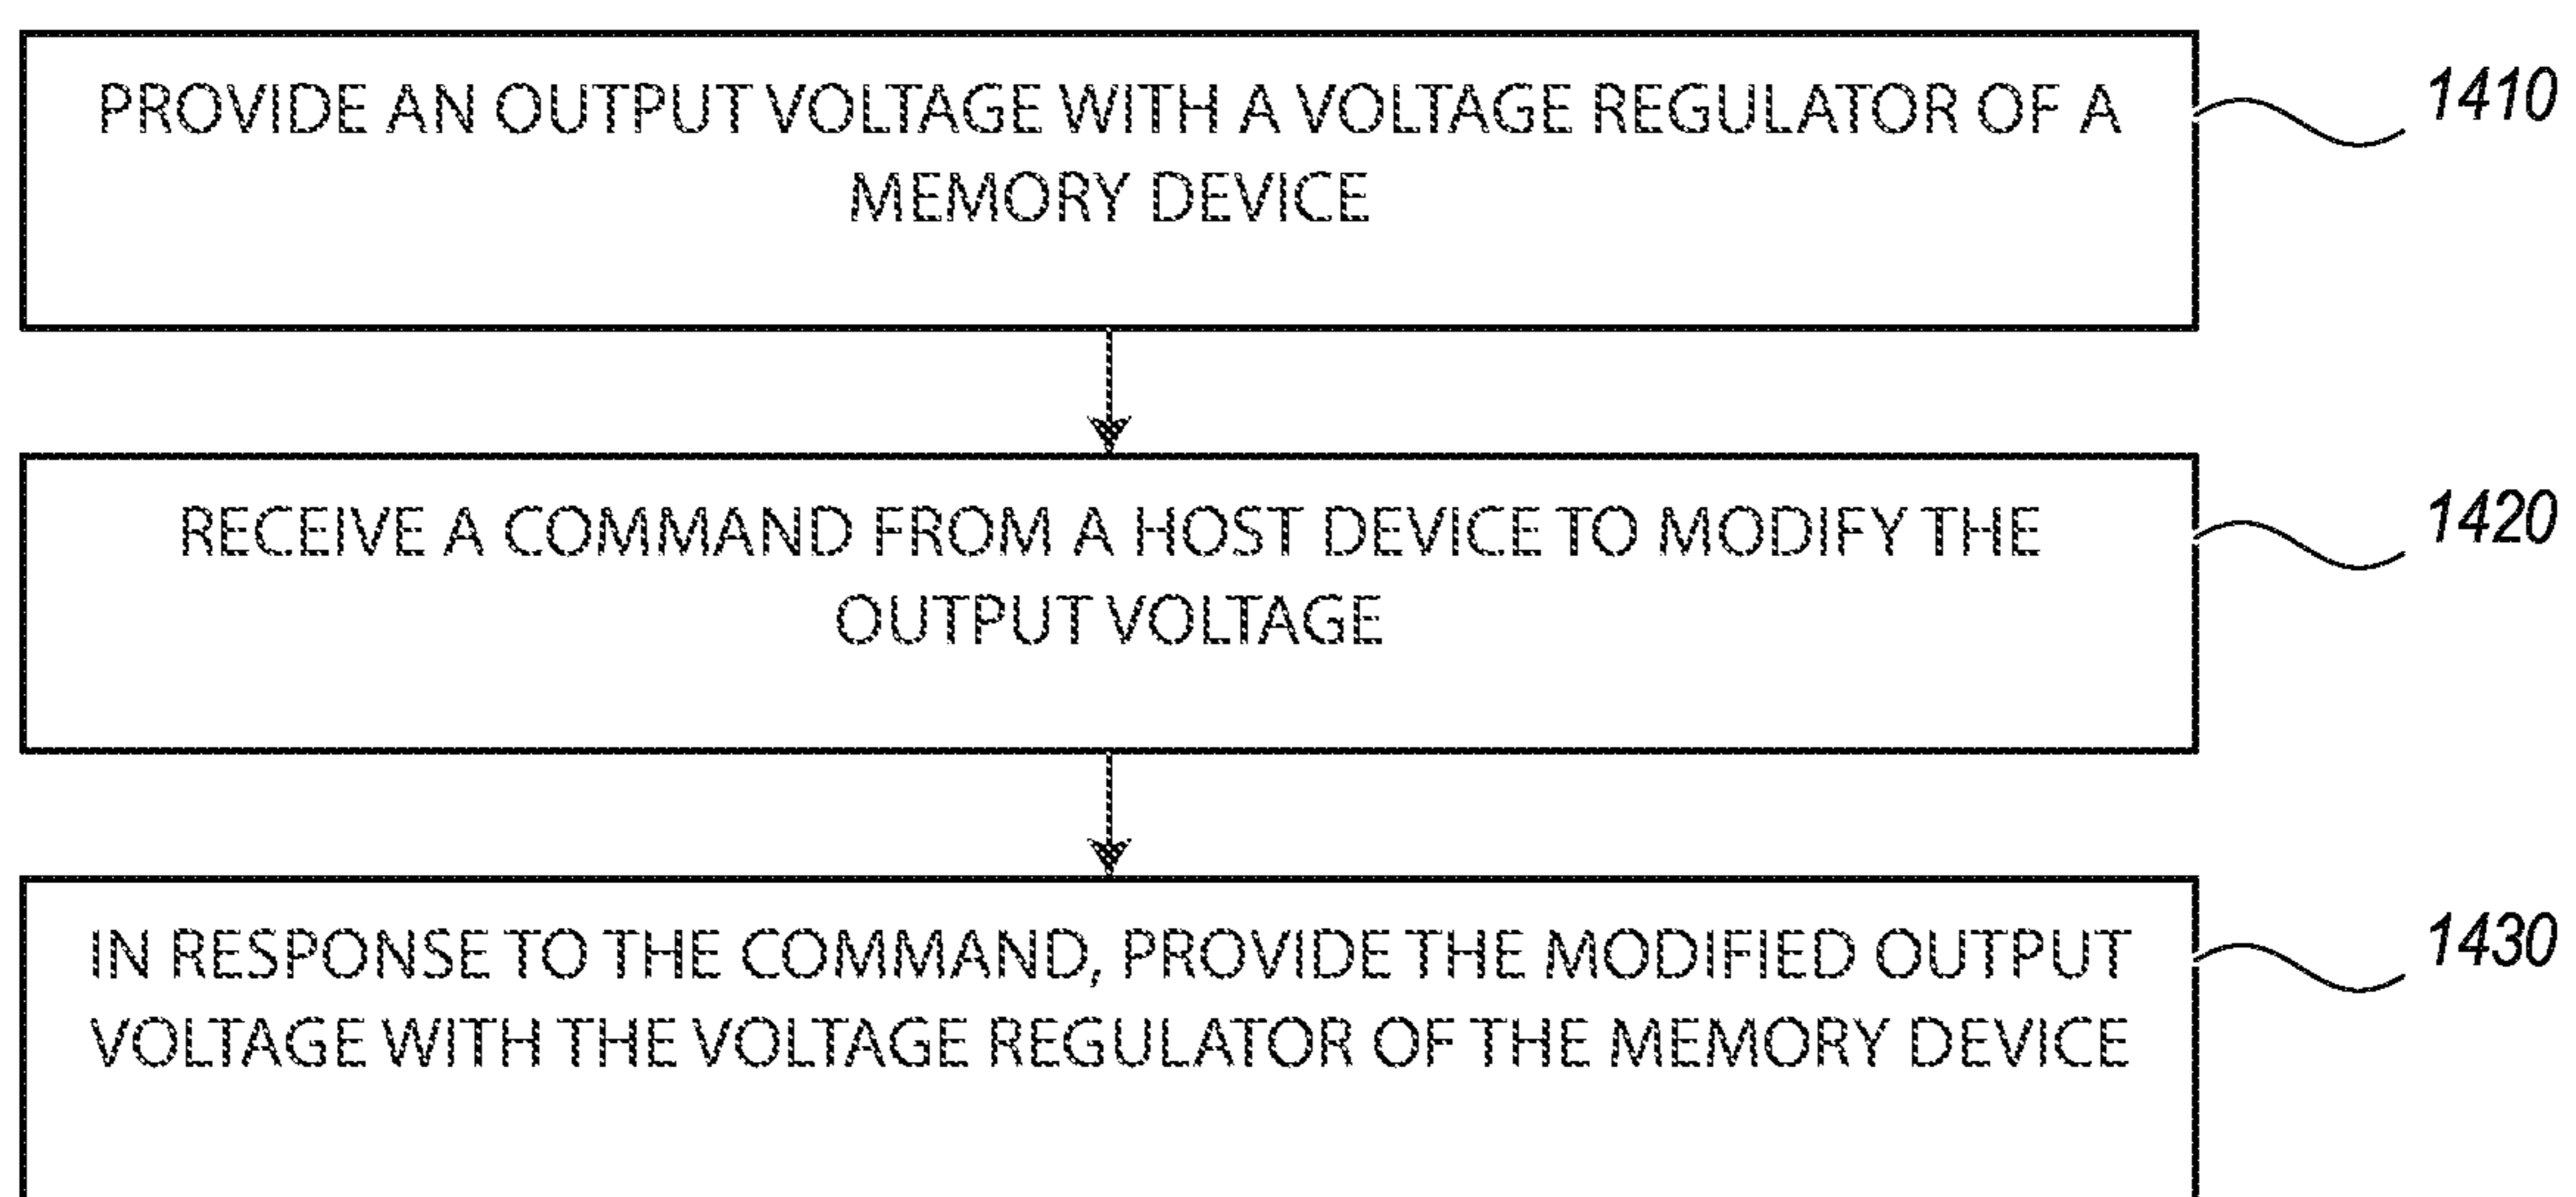 PROVIDE AN OUTPUT VOLTAGE WITH A VOLTAGE REGULATOR OF A
MEMORY DEVICE
1410
RECEIVE A COMMAND FROM A HOST DEVICE TO MODIFY THE
OUTPUT VOLTAGE
1420
IN RESPONSE TO THE COMMAND, PROVIDE THE MODIFIED OUTPUT
VOLTAGE WITH THE VOLTAGE REGULATOR OF THE MEMORY DEVICE
1430